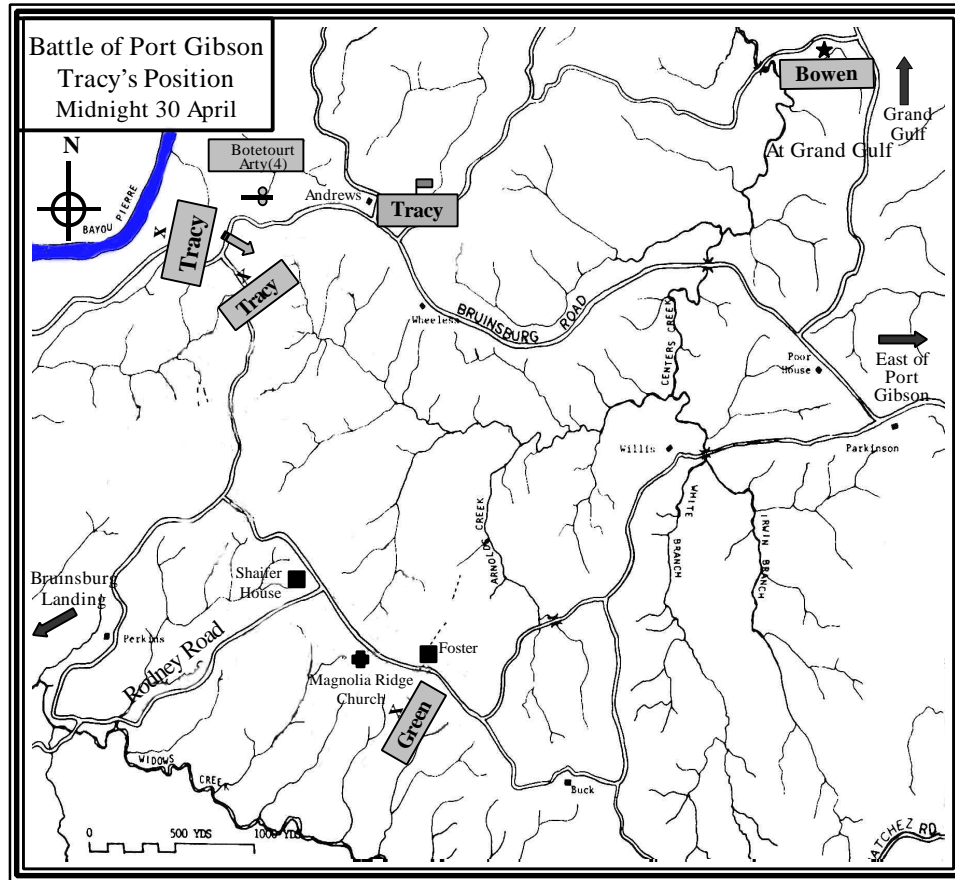 Battle of Port Gibson
Tracy's Position
Midnight 30 April
Bowen
Grand
Gulf
At Grand Gulf
N
Botetourt
Arty(4)
Andrews
Tracy
BAYOU PIERRE
X
Tracy
X
Tracy
Wheeless
BRUINSBURG ROAD
CENTERS CREEK
Poor
House
East of
Port
Gibson
Willis
Parkinson
ARNOLDS CREEK
WHITE
BRANCH
IRWIN BRANCH
Bruinsburg
Landing
Shaifer
House
Perkins
Rodney Road
Foster
Magnolia Ridge
Church
X
Green
WIDOWS
CREEK
Buck
0 500 YDS 1000 YDS
ATCHEZ RD